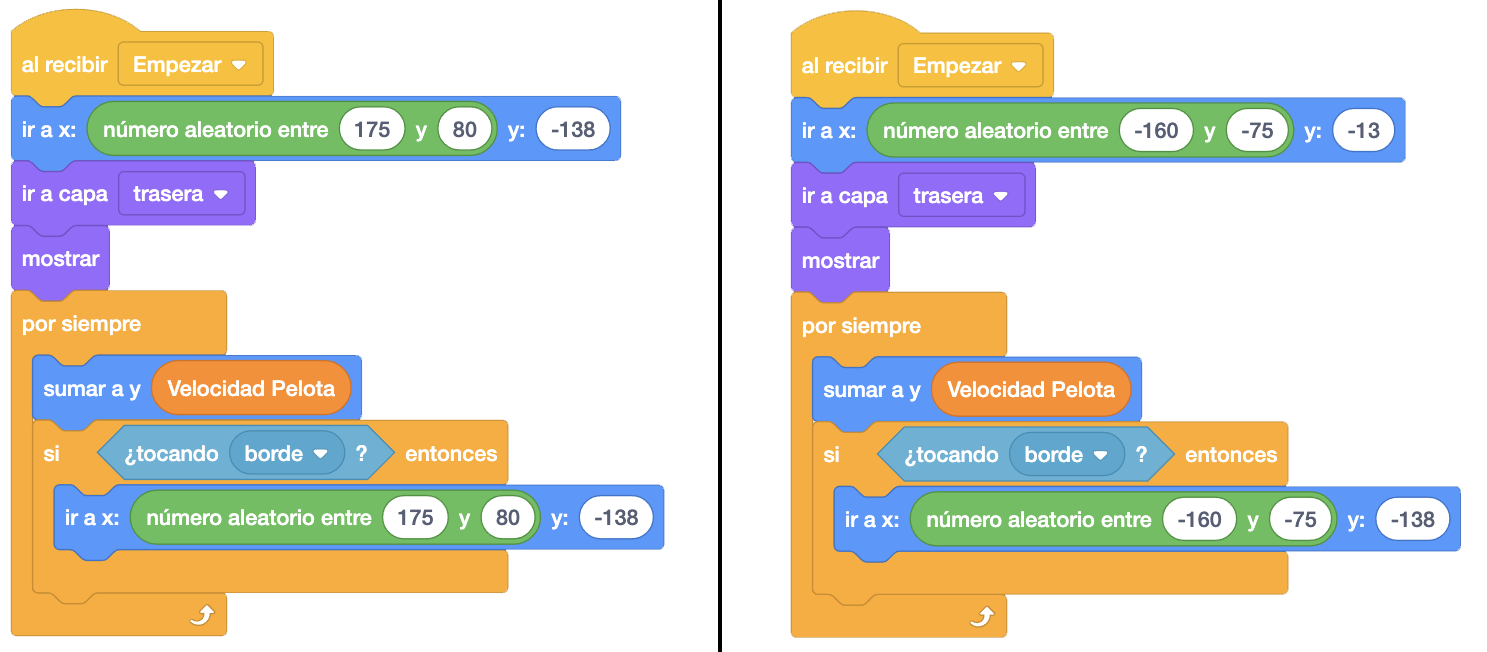 al recibir Empezar
ir a x: número aleatorio entre 175 y 80 y: -138
ir a capa trasera
mostrar
por siempre
sumar a y Velocidad Pelota
si ¿tocando borde ? entonces
ir a x: número aleatorio entre 175 y 80 y: -138
al recibir Empezar
ir a x: número aleatorio entre -160 y -75 y: -13
ir a capa trasera
mostrar
por siempre
sumar a y Velocidad Pelota
si ¿tocando borde ? entonces
ir a x: número aleatorio entre -160 y -75 y: -138